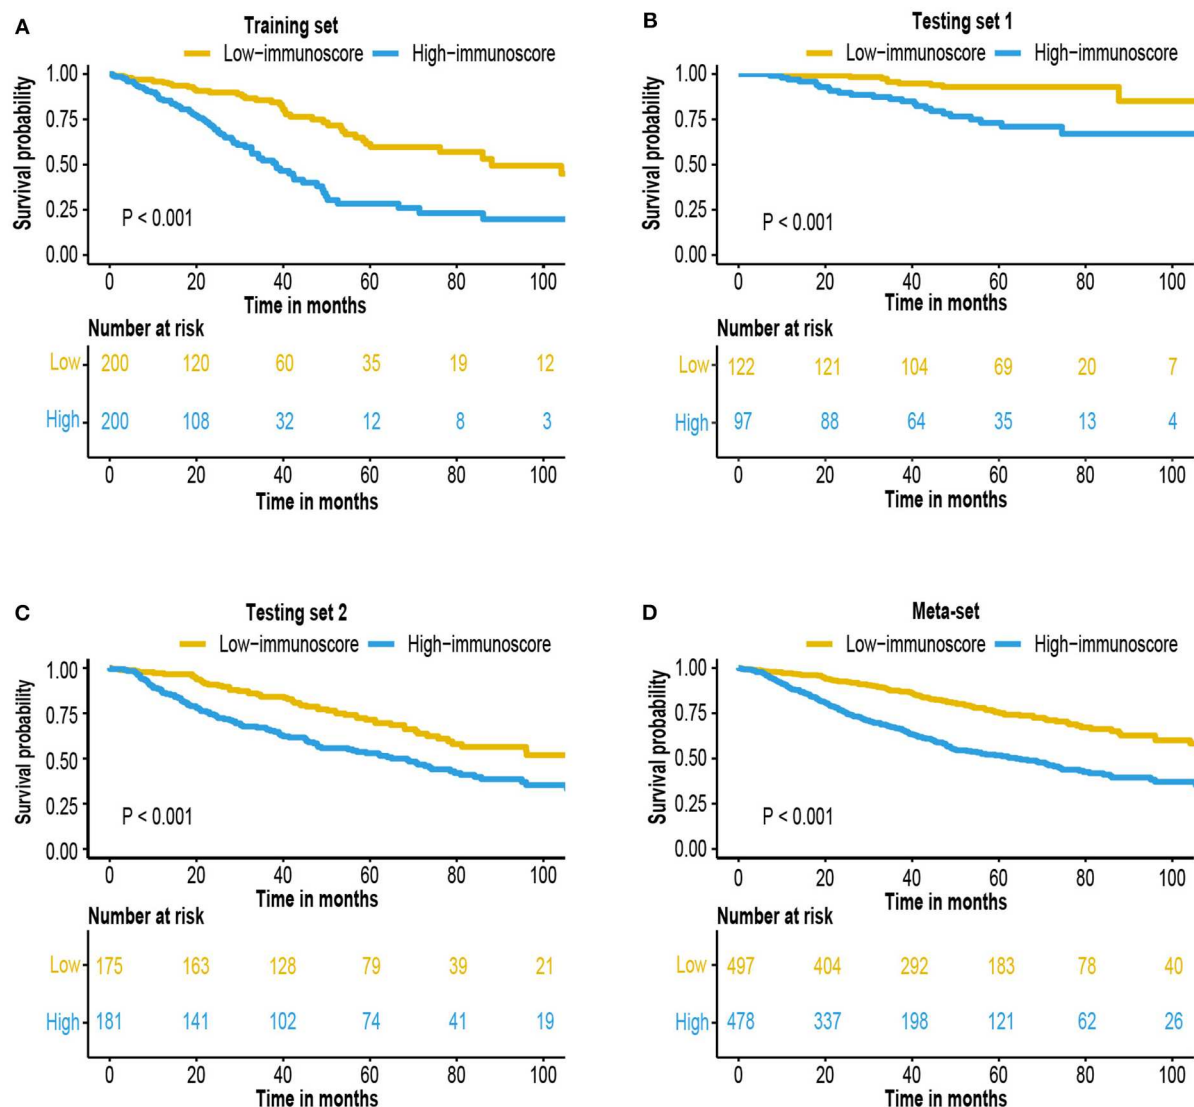 A
Training set
Low-immunoscore High-immunoscore
Survival probability
1.00
0.75
0.50
0.25
0.00
P < 0.001
0 20 40 60 80 100
Time in months
Number at risk
Low 200 120 60 35 19 12
High 200 108 32 12 8 3
0 20 40 60 80 100
Time in months
B
Testing set 1
Low-immunoscore High-immunoscore
Survival probability
1.00
0.75
0.50
0.25
0.00
P < 0.001
0 20 40 60 80 100
Time in months
Number at risk
Low 122 121 104 69 20 7
High 97 88 64 35 13 4
0 20 40 60 80 100
Time in months
C
Testing set 2
Low-immunoscore High-immunoscore
Survival probability
1.00
0.75
0.50
0.25
0.00
P < 0.001
0 20 40 60 80 100
Time in months
Number at risk
Low 175 163 128 79 39 21
High 181 141 102 74 41 19
0 20 40 60 80 100
Time in months
D
Meta-set
Low-immunoscore High-immunoscore
Survival probability
1.00
0.75
0.50
0.25
0.00
P < 0.001
0 20 40 60 80 100
Time in months
Number at risk
Low 497 404 292 183 78 40
High 478 337 198 121 62 26
0 20 40 60 80 100
Time in months